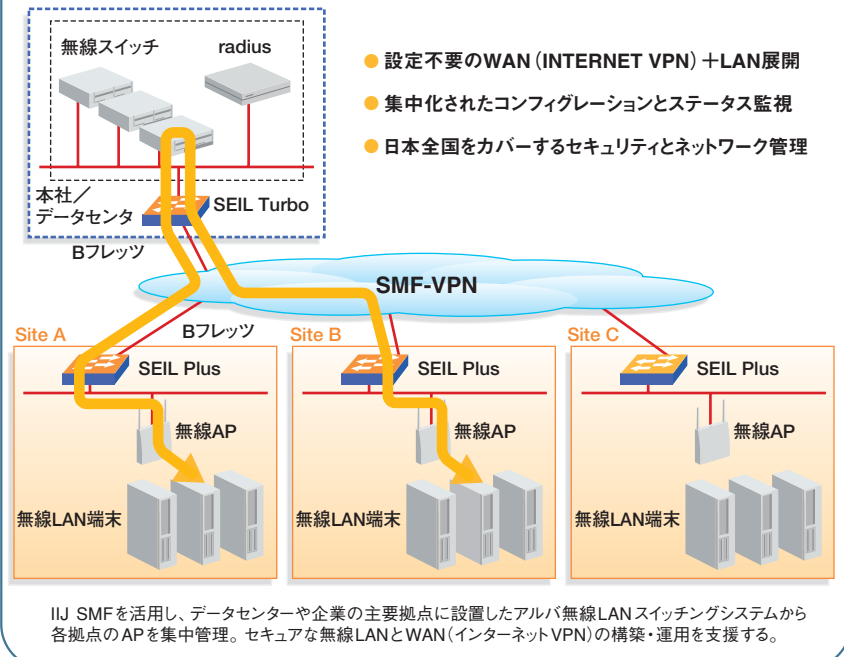 無線スイッチ
radius
● 設定不要のWAN(INTERNET VPN)+LAN展開
● 集中化されたコンフィグレーションとステータス監視
● 日本全国をカバーするセキュリティとネットワーク管理
本社/
データセンタ
SEIL Turbo
Bフレッツ
SMF-VPN
Bフレッツ
Site A
SEIL Plus
無線AP
無線LAN端末
Site B
SEIL Plus
無線AP
無線LAN端末
Site C
SEIL Plus
無線AP
無線LAN端末
IIJ SMFを活用し、データセンターや企業の主要拠点に設置したアルバ無線LANスイッチングシステムから
各拠点のAPを集中管理。セキュアな無線LANとWAN(インターネットVPN)の構築・運用を支援する。